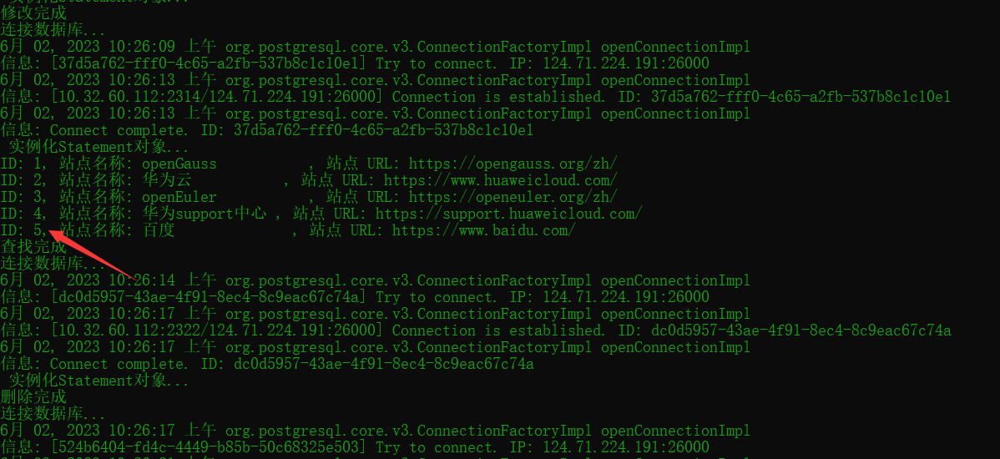 实例化Statement对象...
修改完成
连接数据库...
6月 02, 2023 10:26:09 上午 org.postgresql.core.v3.ConnectionFactoryImpl openConnectionImpl
信息: [37d5a762-fff0-4c65-a2fb-537b8c1c10e1] Try to connect. IP: 124.71.224.191:26000
6月 02, 2023 10:26:13 上午 org.postgresql.core.v3.ConnectionFactoryImpl openConnectionImpl
信息: [10.32.60.112:2314/124.71.224.191:26000] Connection is established. ID: 37d5a762-fff0-4c65-a2fb-537b8c1c10e1
6月 02, 2023 10:26:13 上午 org.postgresql.core.v3.ConnectionFactoryImpl openConnectionImpl
信息: Connect complete. ID: 37d5a762-fff0-4c65-a2fb-537b8c1c10e1
实例化Statement对象...
ID: 1, 站点名称: openGauss , 站点 URL: https://opengauss.org/zh/
ID: 2, 站点名称: 华为云 , 站点 URL: https://www.huaweicloud.com/
ID: 3, 站点名称: openEuler , 站点 URL: https://openeuler.org/zh/
ID: 4, 站点名称: 华为support中心 , 站点 URL: https://support.huaweicloud.com/
ID: 5, 站点名称: 百度 , 站点 URL: https://www.baidu.com/
查找完成
连接数据库...
6月 02, 2023 10:26:14 上午 org.postgresql.core.v3.ConnectionFactoryImpl openConnectionImpl
信息: [dc0d5957-43ae-4f91-8ec4-8c9eac67c74a] Try to connect. IP: 124.71.224.191:26000
6月 02, 2023 10:26:17 上午 org.postgresql.core.v3.ConnectionFactoryImpl openConnectionImpl
信息: [10.32.60.112:2322/124.71.224.191:26000] Connection is established. ID: dc0d5957-43ae-4f91-8ec4-8c9eac67c74a
6月 02, 2023 10:26:17 上午 org.postgresql.core.v3.ConnectionFactoryImpl openConnectionImpl
信息: Connect complete. ID: dc0d5957-43ae-4f91-8ec4-8c9eac67c74a
实例化Statement对象...
删除完成
连接数据库...
6月 02, 2023 10:26:17 上午 org.postgresql.core.v3.ConnectionFactoryImpl openConnectionImpl
信息: [524b6404-fd4c-4449-b85b-50c68325e503] Try to connect. IP: 124.71.224.191:26000